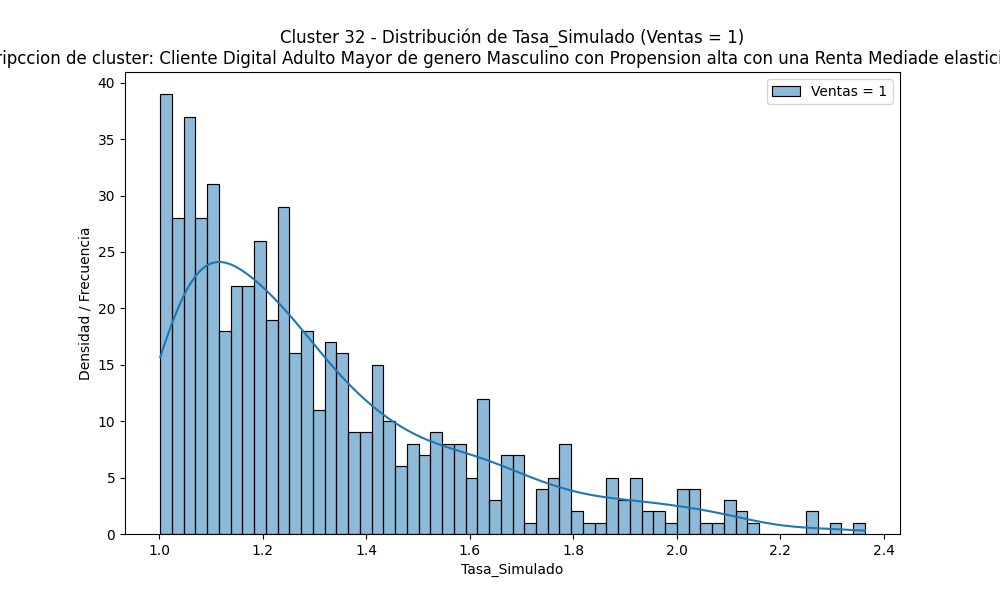 Cluster 32 - Distribución de Tasa_Simulado (Ventas = 1)
ripccion de cluster: Cliente Digital Adulto Mayor de genero Masculino con Propension alta con una Renta Mediade elastici
Ventas = 1
40
35
30
25
20
15
10
5
0
Densidad / Frecuencia
1.0 1.2 1.4 1.6 1.8 2.0 2.2 2.4
Tasa_Simulado